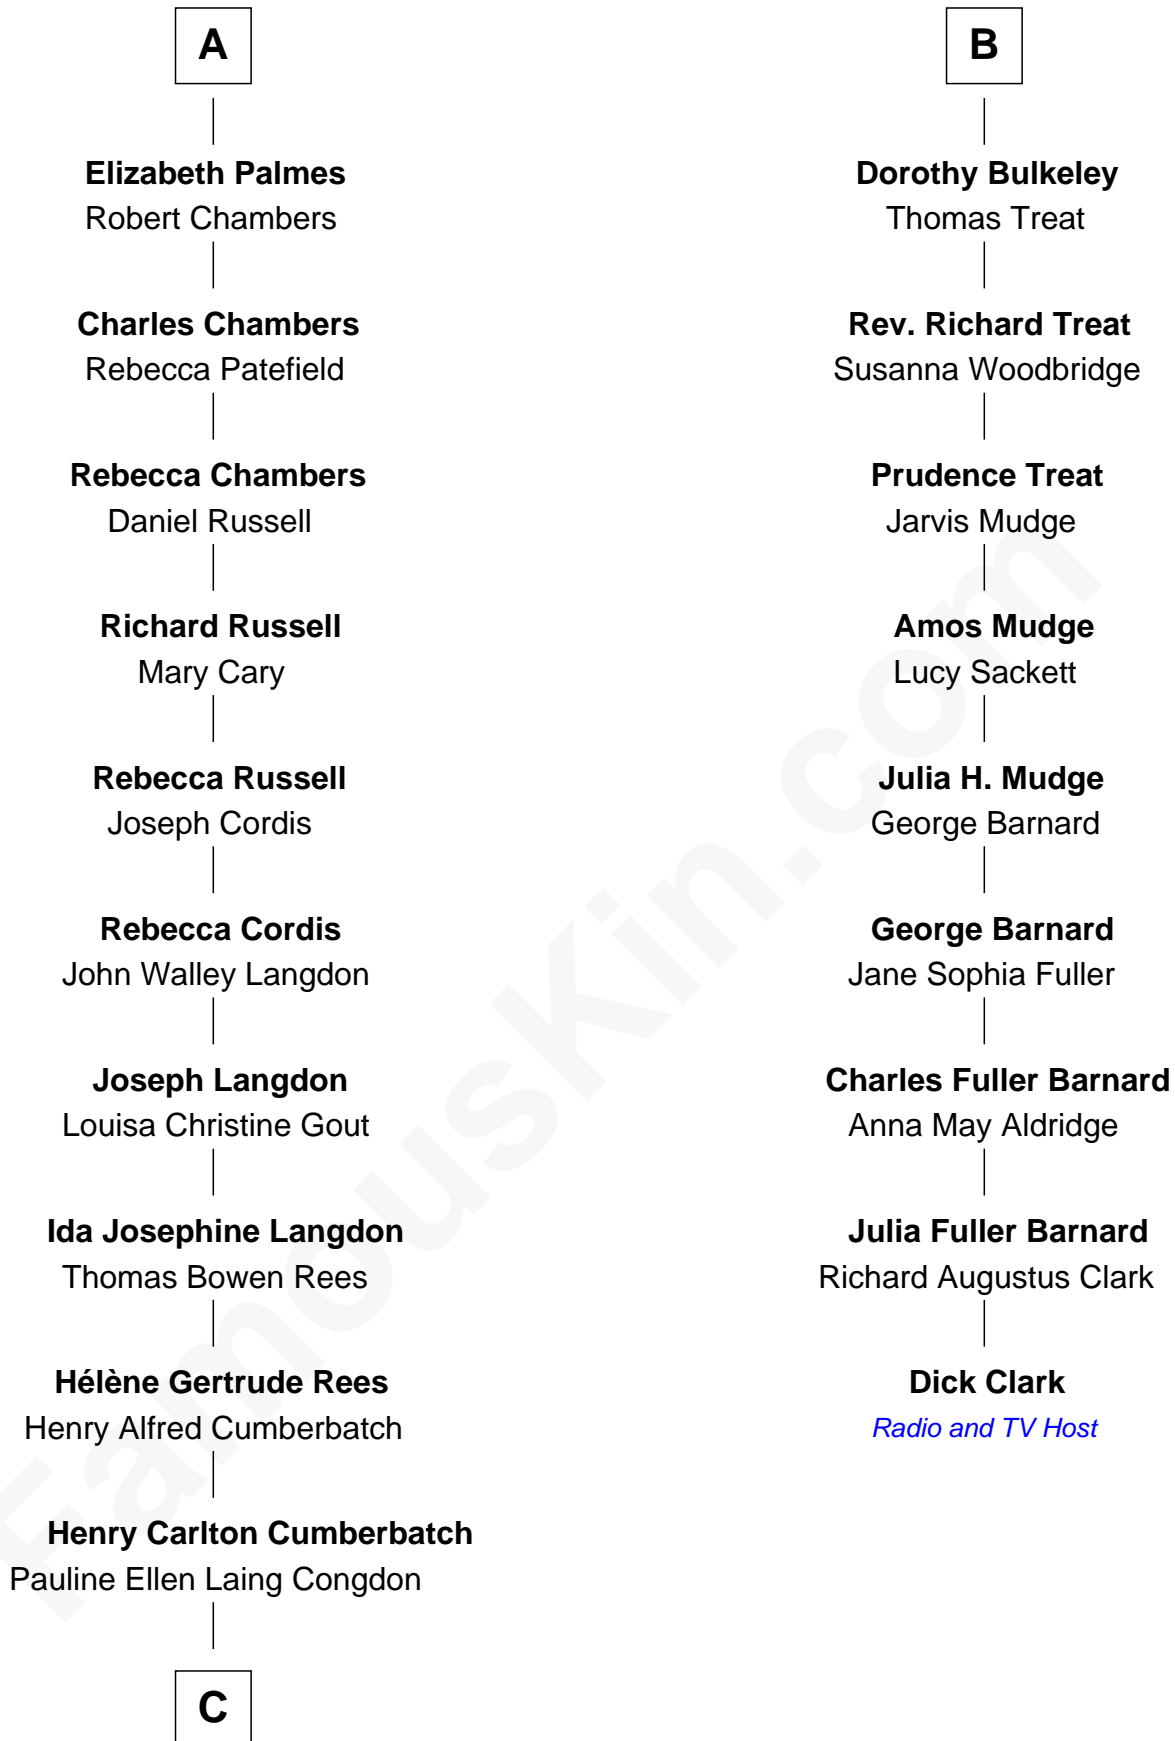 A
Elizabeth Palmes
Robert Chambers
Charles Chambers
Rebecca Patefield
Rebecca Chambers
Daniel Russell
Richard Russell
Mary Cary
Rebecca Russell
Joseph Cordis
Rebecca Cordis
John Walley Langdon
Joseph Langdon
Louisa Christine Gout
Ida Josephine Langdon
Thomas Bowen Rees
Hélène Gertrude Rees
Henry Alfred Cumberbatch
Henry Carlton Cumberbatch
Pauline Ellen Laing Congdon
C
B
Dorothy Bulkeley
Thomas Treat
Rev. Richard Treat
Susanna Woodbridge
Prudence Treat
Jarvis Mudge
Amos Mudge
Lucy Sackett
Julia H. Mudge
George Barnard
George Barnard
Jane Sophia Fuller
Charles Fuller Barnard
Anna May Aldridge
Julia Fuller Barnard
Richard Augustus Clark
Dick Clark
Radio and TV Host
FamousKin.com